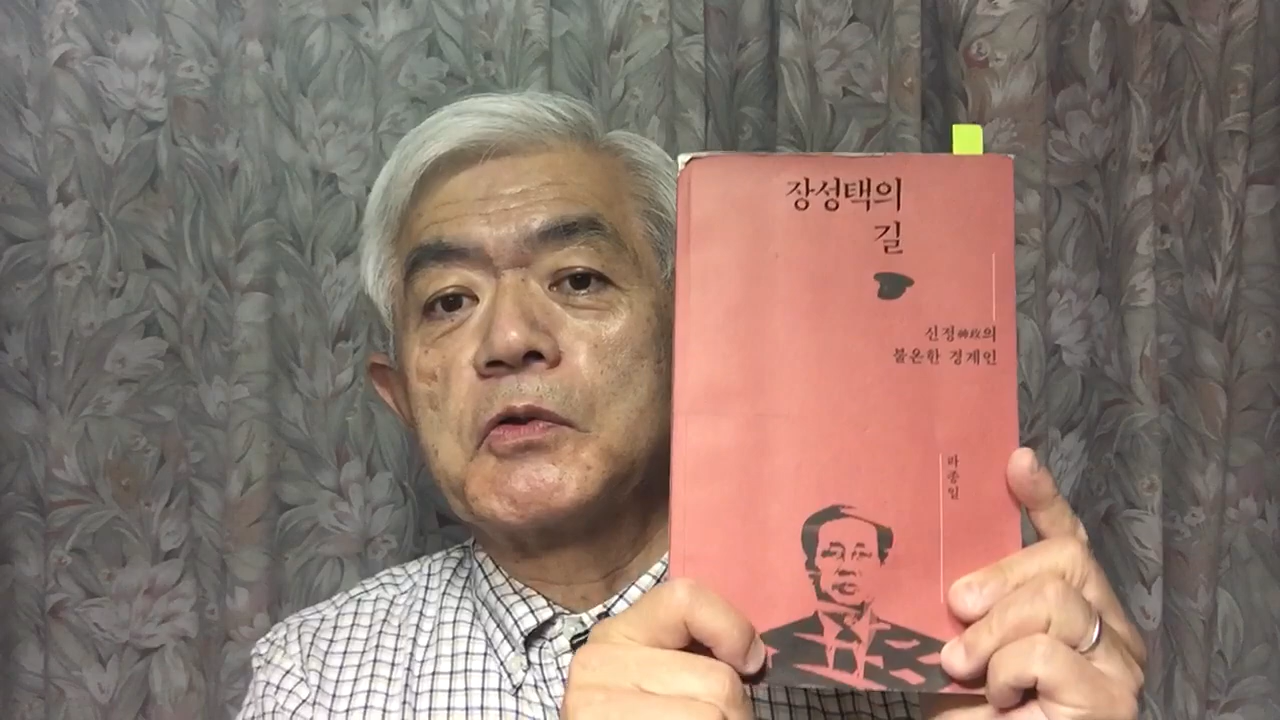 장성택의
길
신정神政의
불온한 경계인
라종일